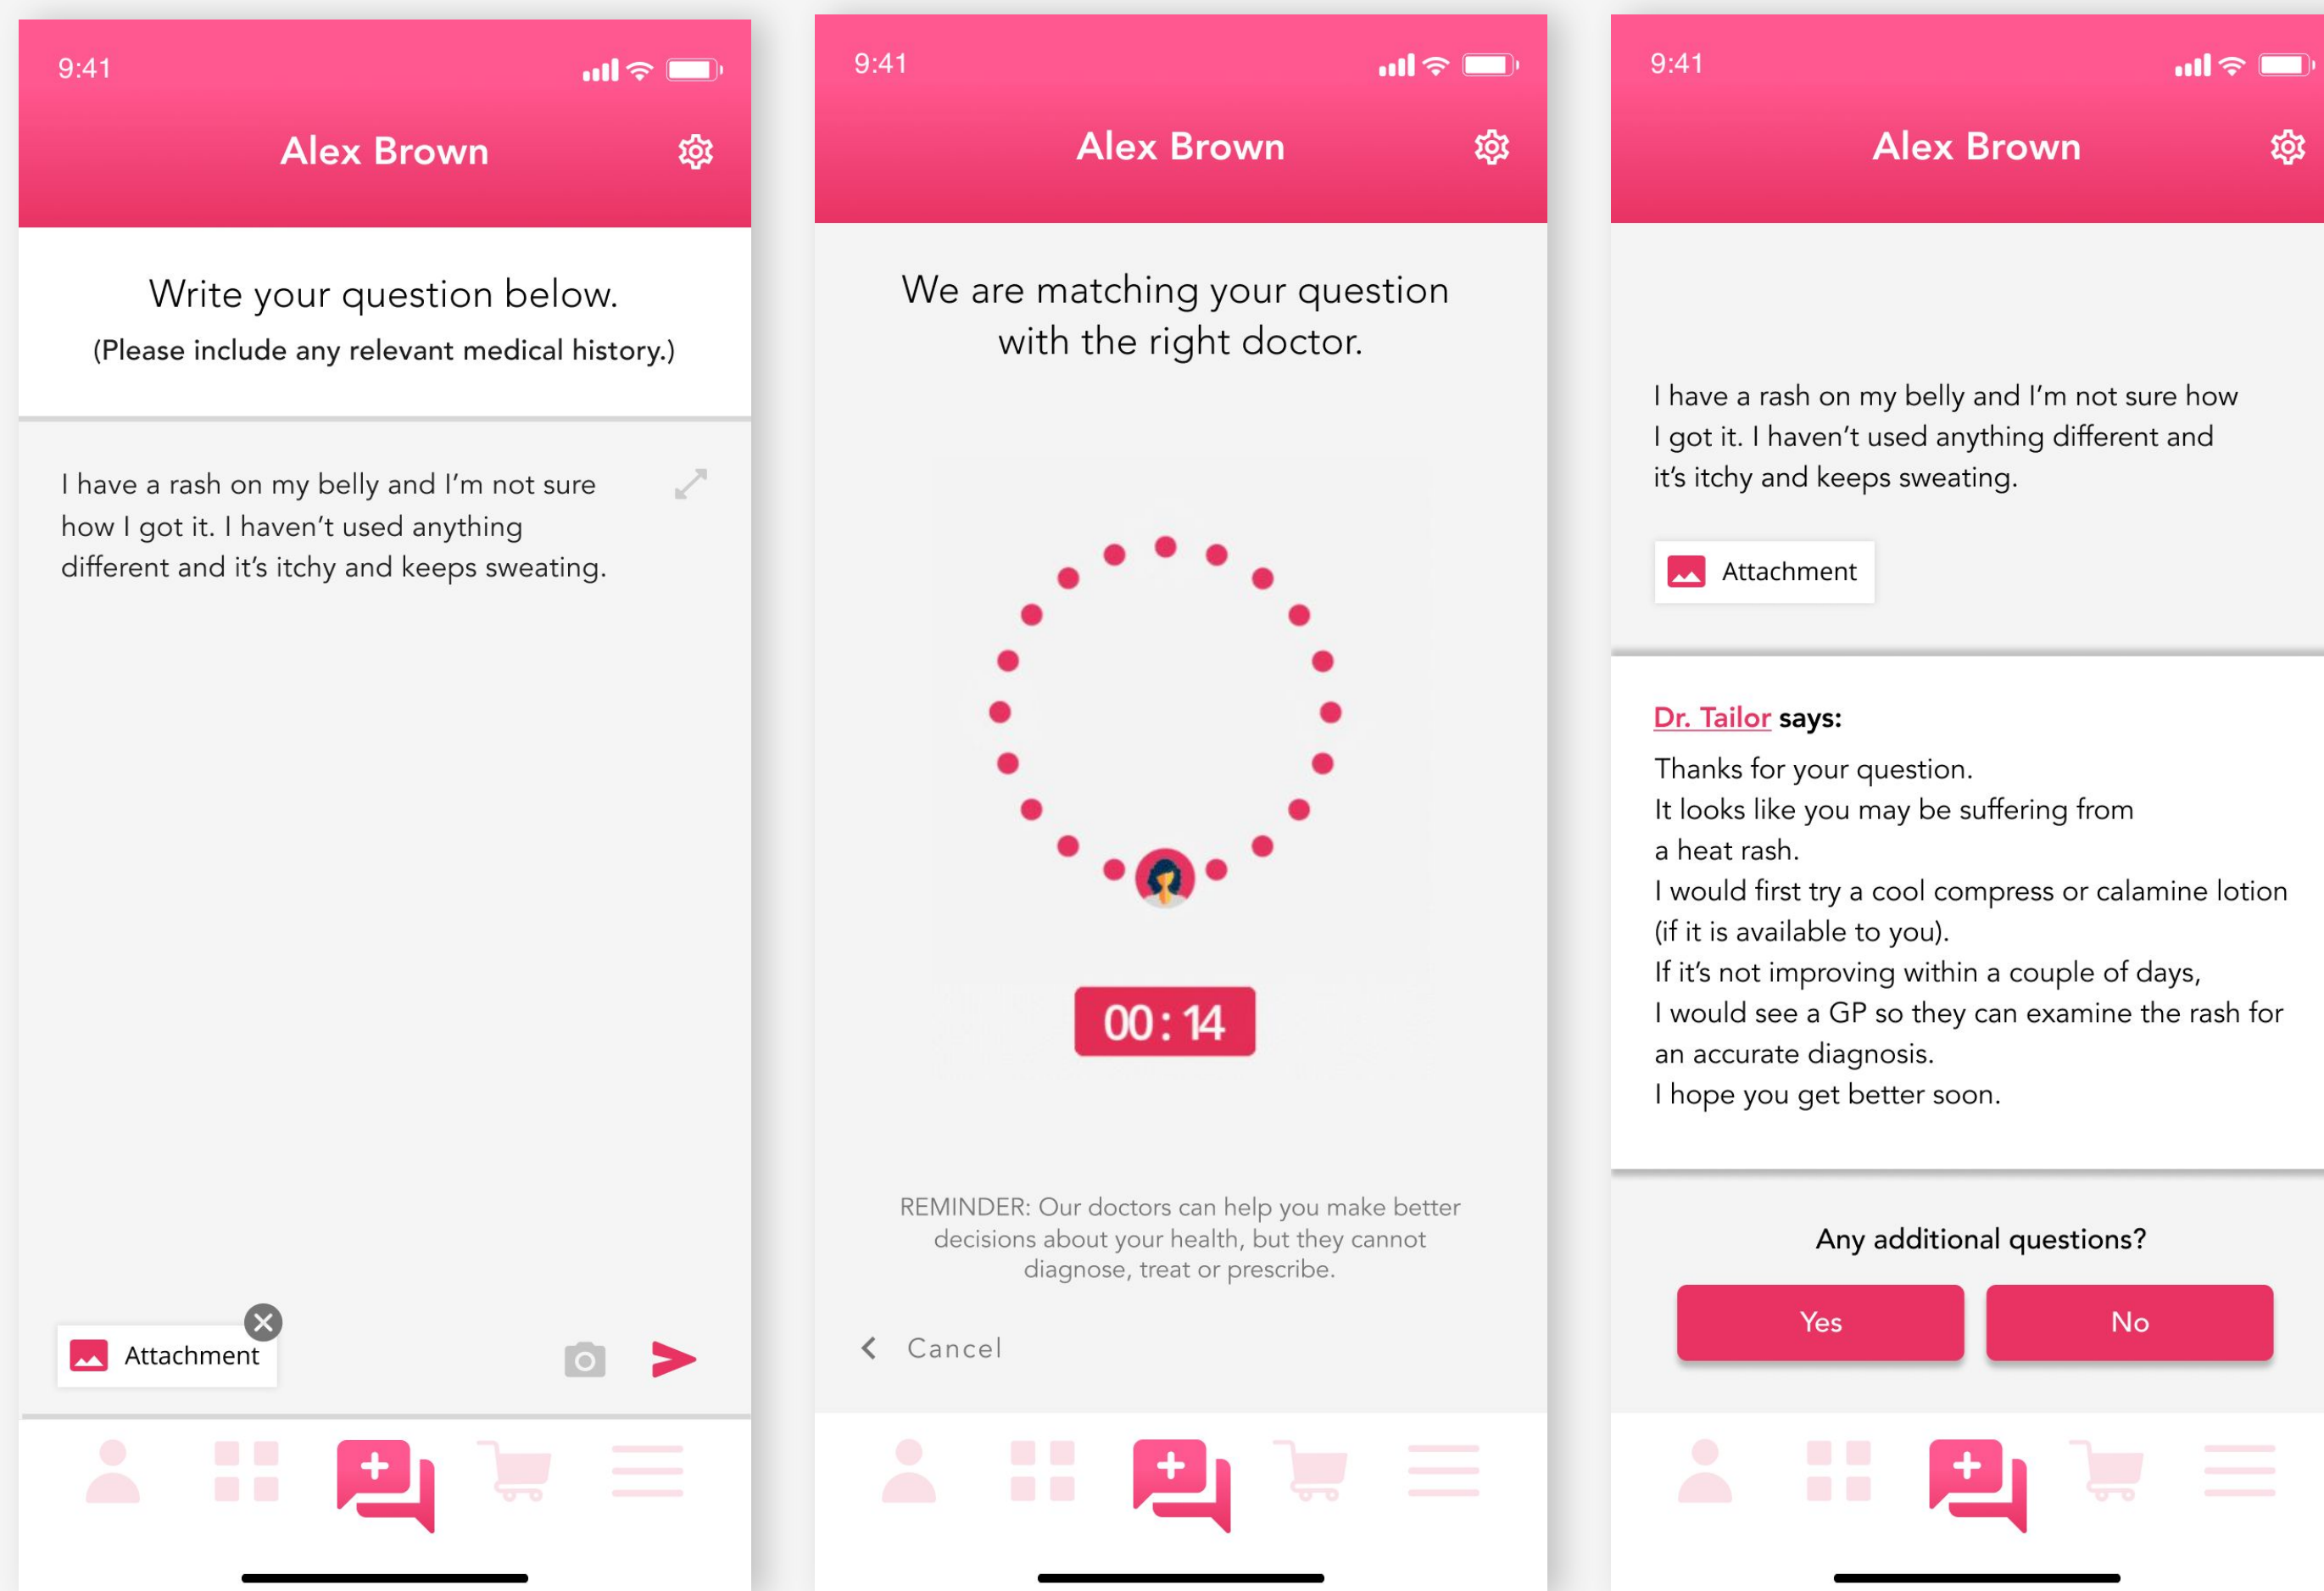 9:41
Alex Brown
Write your question below.
(Please include any relevant medical history.)
I have a rash on my belly and I’m not sure
how I got it. I haven’t used anything
different and it’s itchy and keeps sweating.
Attachment
9:41
Alex Brown
We are matching your question
with the right doctor.
00:14
REMINDER: Our doctors can help you make better
decisions about your health, but they cannot
diagnose, treat or prescribe.
Cancel
9:41
Alex Brown
I have a rash on my belly and I’m not sure how
I got it. I haven’t used anything different and
it’s itchy and keeps sweating.
Attachment
Dr. Tailor says:
Thanks for your question.
It looks like you may be suffering from
a heat rash.
I would first try a cool compress or calamine lotion
(if it is available to you).
If it’s not improving within a couple of days,
I would see a GP so they can examine the rash for
an accurate diagnosis.
I hope you get better soon.
Any additional questions?
Yes
No